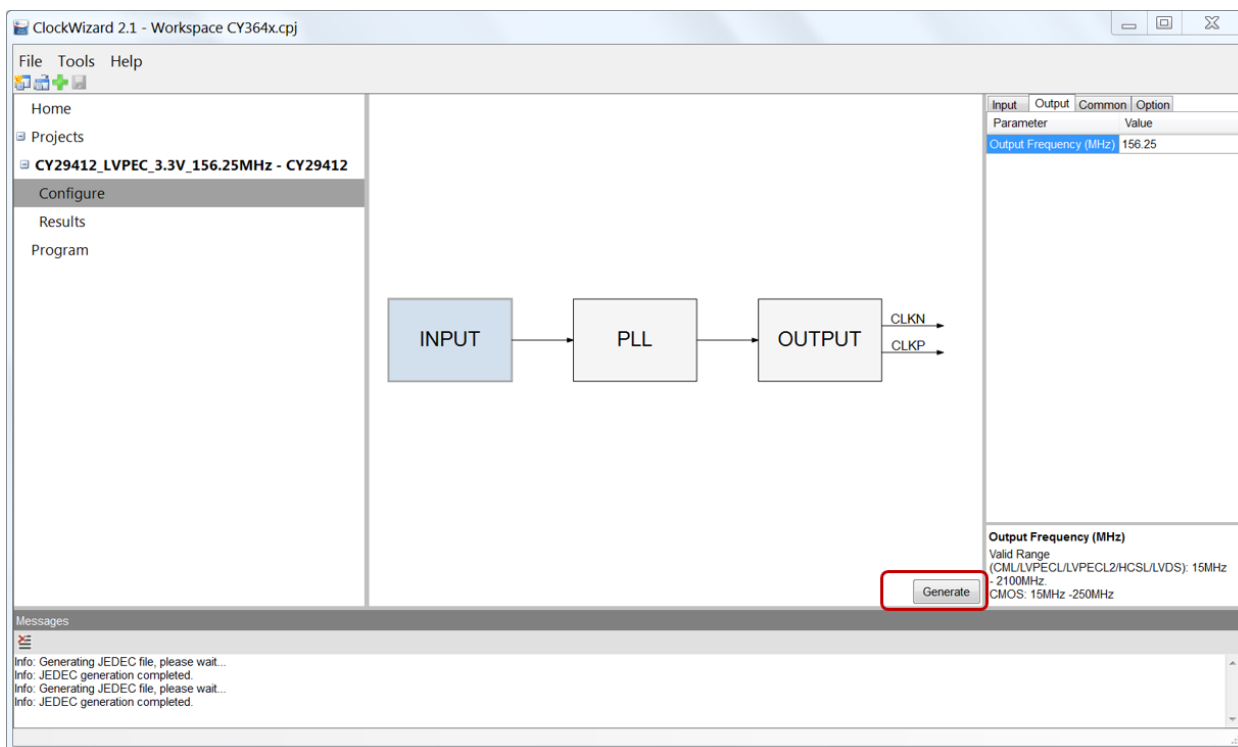 ClockWizard 2.1 - Workspace CY364x.cpj
File Tools Help
Home
Projects
CY29412_LVPEC_3.3V_156.25MHz - CY29412
Configure
Results
Program
INPUT
PLL
OUTPUT
CLKN
CLKP
Generate
Input Output Common Option
Parameter Value
Output Frequency (MHz) 156.25
Output Frequency (MHz)
Valid Range
(CML/LVPECL/LVPECL2/HCSL/LVDS): 15MHz
- 2100MHz.
CMOS: 15MHz -250MHz
Messages
Info: Generating JEDEC file, please wait...
Info: JEDEC generation completed.
Info: Generating JEDEC file, please wait...
Info: JEDEC generation completed.